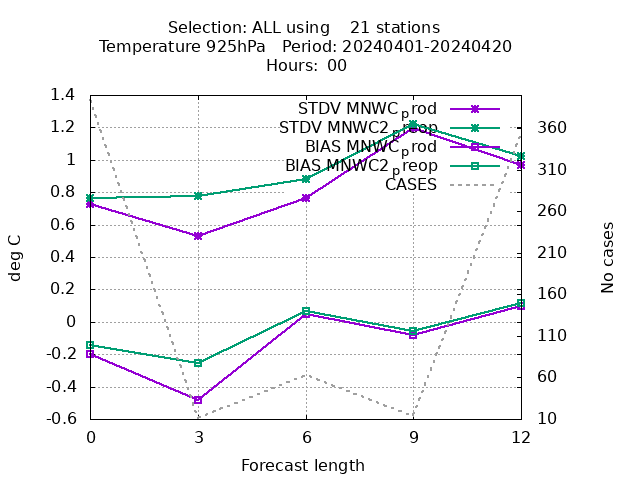 Selection: ALL using 21 stations
Temperature 925hPa Period: 20240401-20240420
Hours: 00
STDV MNWC_prod
STDV MNWC2_preop
BIAS MNWC_prod
BIAS MNWC2_preop
CASES
1.4
1.2
1
0.8
0.6
0.4
0.2
0
-0.2
-0.4
-0.6
deg C
360
310
260
210
160
110
60
10
No cases
0 3 6 9 12
Forecast length